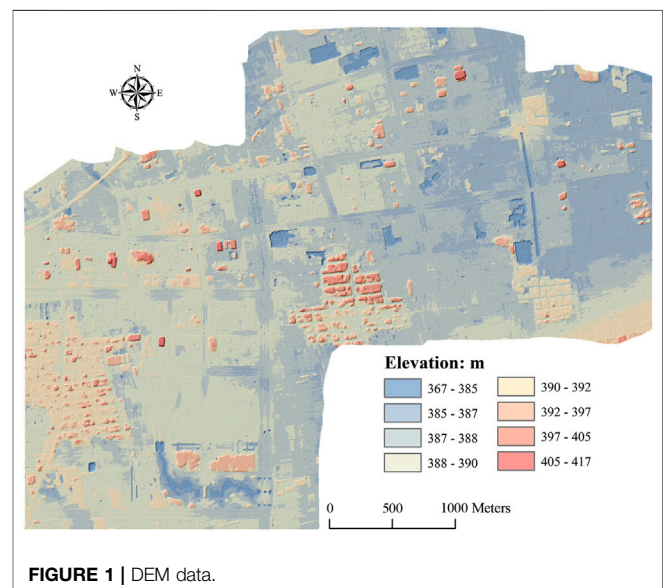 N
W E
S
Elevation: m
367 - 385
385 - 387
387 - 388
388 - 390
390 - 392
392 - 397
397 - 405
405 - 417
0 500 1000 Meters
FIGURE 1 | DEM data.